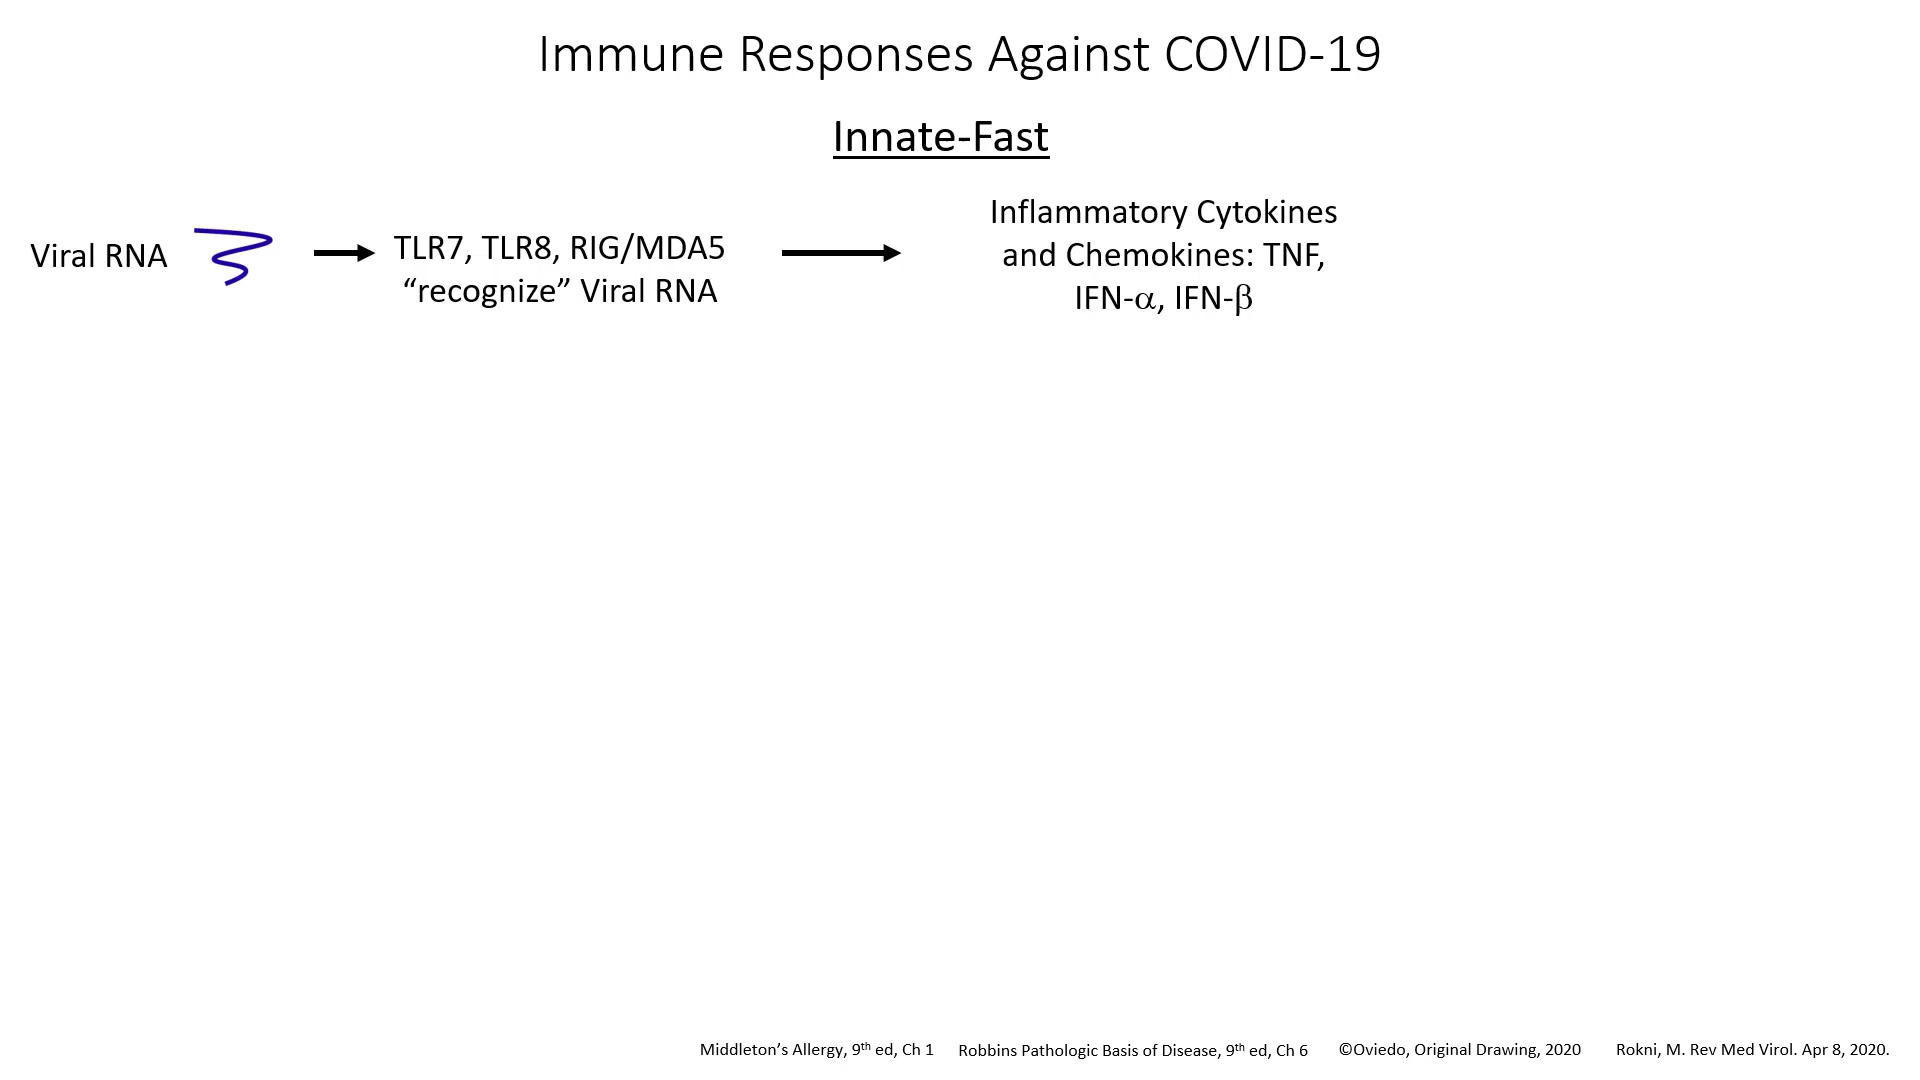 Immune Responses Against COVID-19
Innate-Fast
Viral RNA
TLR7, TLR8, RIG/MDA5
“recognize” Viral RNA
Inflammatory Cytokines
and Chemokines: TNF,
IFN-α, IFN-β
Middleton’s Allergy, 9th ed, Ch 1
Robbins Pathologic Basis of Disease, 9th ed, Ch 6
©Oviedo, Original Drawing, 2020
Rokni, M. Rev Med Virol. Apr 8, 2020.